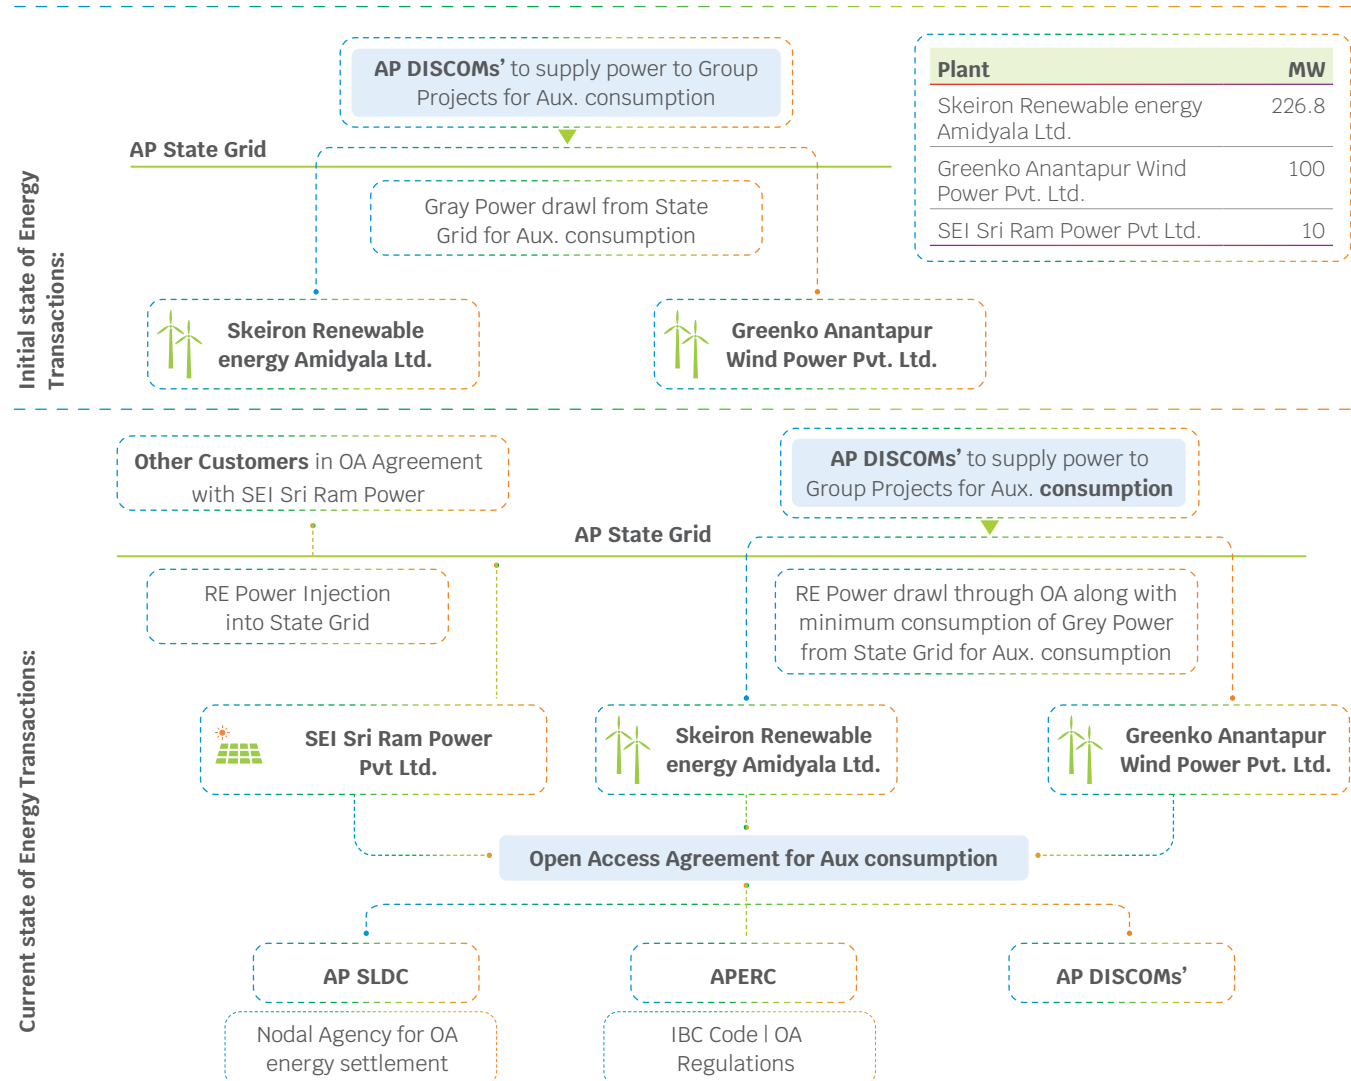 AP DISCOMs’ to supply power to Group
Projects for Aux. consumption
Plant MW
Skeiron Renewable energy
Amidyala Ltd.
226.8
Greenko Anantapur Wind
Power Pvt. Ltd.
100
SEI Sri Ram Power Pvt Ltd. 10
Initial state of Energy
Transactions:
AP State Grid
Gray Power drawl from State
Grid for Aux. consumption
Skeiron Renewable
energy Amidyala Ltd.
Greenko Anantapur
Wind Power Pvt. Ltd.
Current state of Energy Transactions:
Other Customers in OA Agreement
with SEI Sri Ram Power
AP DISCOMs’ to supply power to
Group Projects for Aux. consumption
AP State Grid
RE Power Injection
into State Grid
RE Power drawl through OA along with
minimum consumption of Grey Power
from State Grid for Aux. consumption
SEI Sri Ram Power
Pvt Ltd.
Skeiron Renewable
energy Amidyala Ltd.
Greenko Anantapur
Wind Power Pvt. Ltd.
Open Access Agreement for Aux consumption
AP SLDC
APERC
AP DISCOMs’
Nodal Agency for OA
energy settlement
IBC Code | OA
Regulations